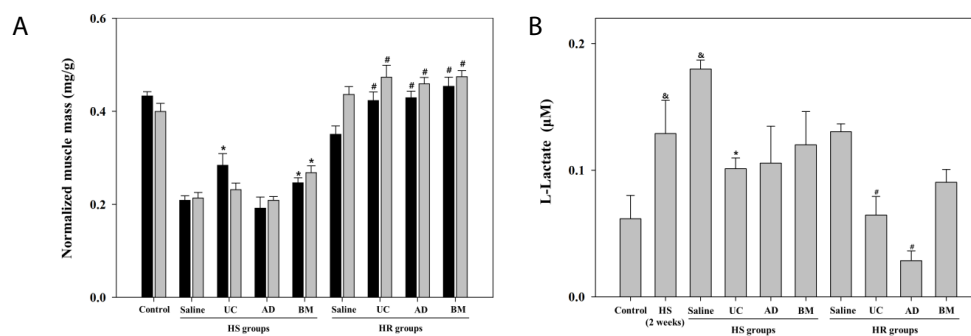 A
Normalized muscle mass (mg/g)
0.6
0.4
0.2
0.0
* * * # # # # # #
Control Saline UC AD BM Saline UC AD BM
HS groups HR groups
B
L-Lactate (µM)
0.2
0.1
0.0
& & * # #
Control HS Saline UC AD BM Saline UC AD BM
(2 weeks)
HS groups HR groups